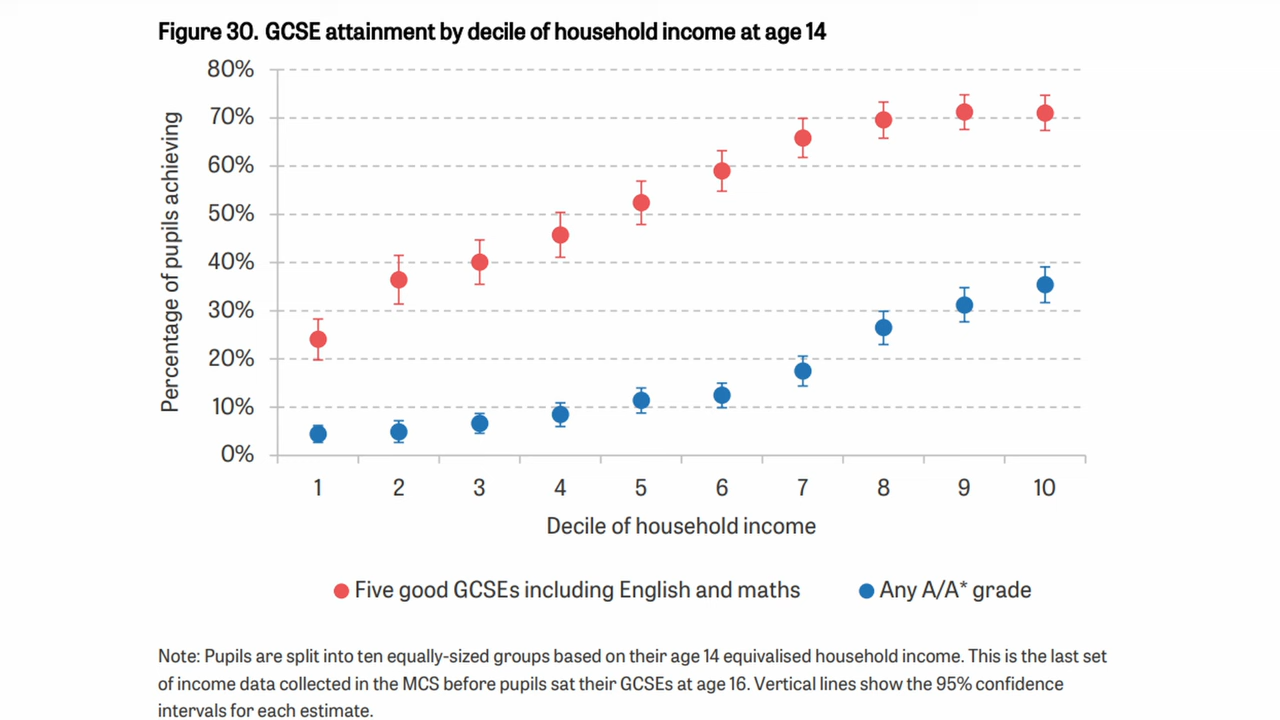 Figure 30. GCSE attainment by decile of household income at age 14
80%
70%
60%
50%
40%
30%
20%
10%
0%
Percentage of pupils achieving
1 2 3 4 5 6 7 8 9 10
Decile of household income
Five good GCSEs including English and maths Any A/A* grade
Note: Pupils are split into ten equally-sized groups based on their age 14 equivalised household income. This is the last set
of income data collected in the MCS before pupils sat their GCSEs at age 16. Vertical lines show the 95% confidence
intervals for each estimate.